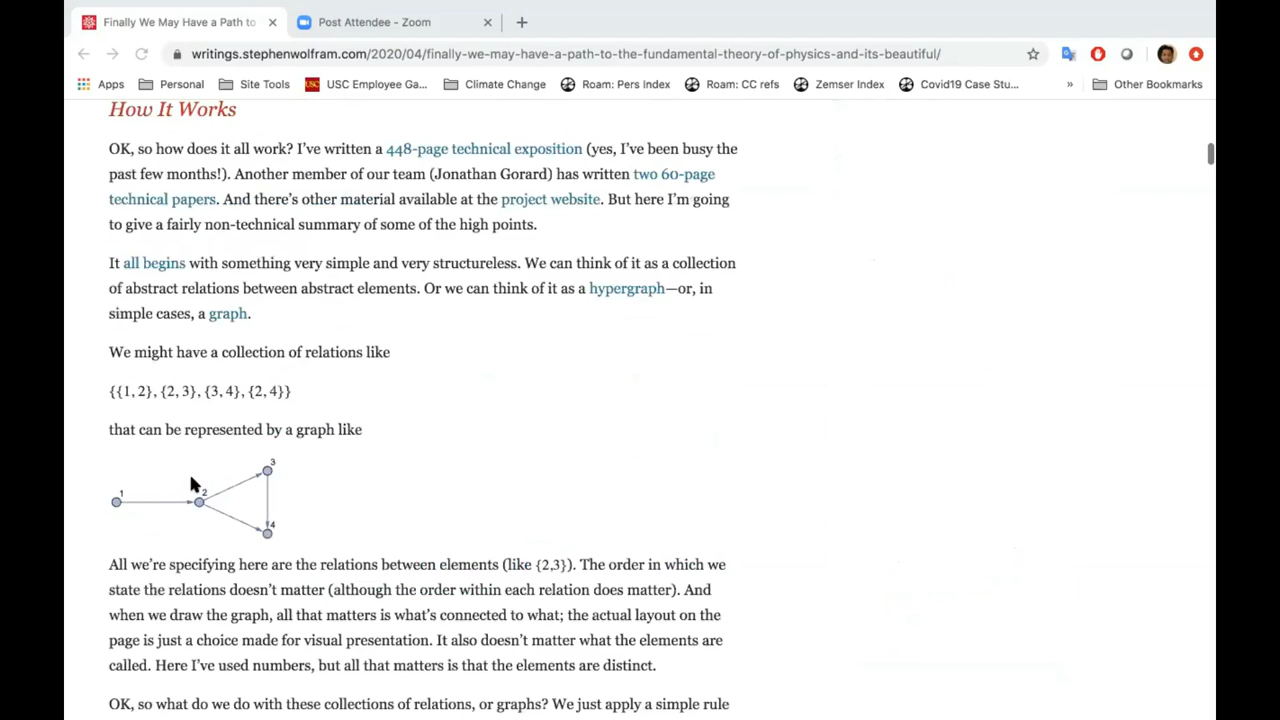 Finally We May Have a Path to
Post Attendee - Zoom
writings.stephenwolfram.com/2020/04/finally-we-may-have-a-path-to-the-fundamental-theory-of-physics-and-its-beautiful/
Apps Personal Site Tools USC Employee Ga... Climate Change Roam: Pers Index Roam: CC refs Zemser Index Covid19 Case Stu... » Other Bookmarks
How It Works
OK, so how does it all work? I've written a 448-page technical exposition (yes, I've been busy the
past few months!). Another member of our team (Jonathan Gorard) has written two 60-page
technical papers. And there's other material available at the project website. But here I'm going
to give a fairly non-technical summary of some of the high points.
It all begins with something very simple and very structureless. We can think of it as a collection
of abstract relations between abstract elements. Or we can think of it as a hypergraph—or, in
simple cases, a graph.
We might have a collection of relations like
{{1, 2}, {2, 3}, {3, 4}, {2, 4}}
that can be represented by a graph like
3
1
2
4
All we're specifying here are the relations between elements (like {2,3}). The order in which we
state the relations doesn't matter (although the order within each relation does matter). And
when we draw the graph, all that matters is what's connected to what; the actual layout on the
page is just a choice made for visual presentation. It also doesn't matter what the elements are
called. Here I've used numbers, but all that matters is that the elements are distinct.
OK, so what do we do with these collections of relations, or graphs? We just apply a simple rule